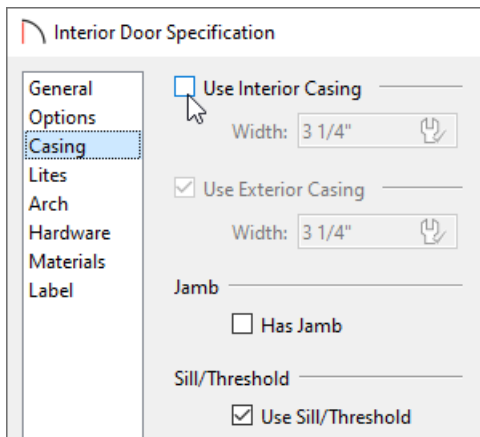 Interior Door Specification
General
Options
Casing
Lites
Arch
Hardware
Materials
Label
Use Interior Casing
Width: 3 1/4"
Use Exterior Casing
Width: 3 1/4"
Jamb
Has Jamb
Sill/Threshold
Use Sill/Threshold